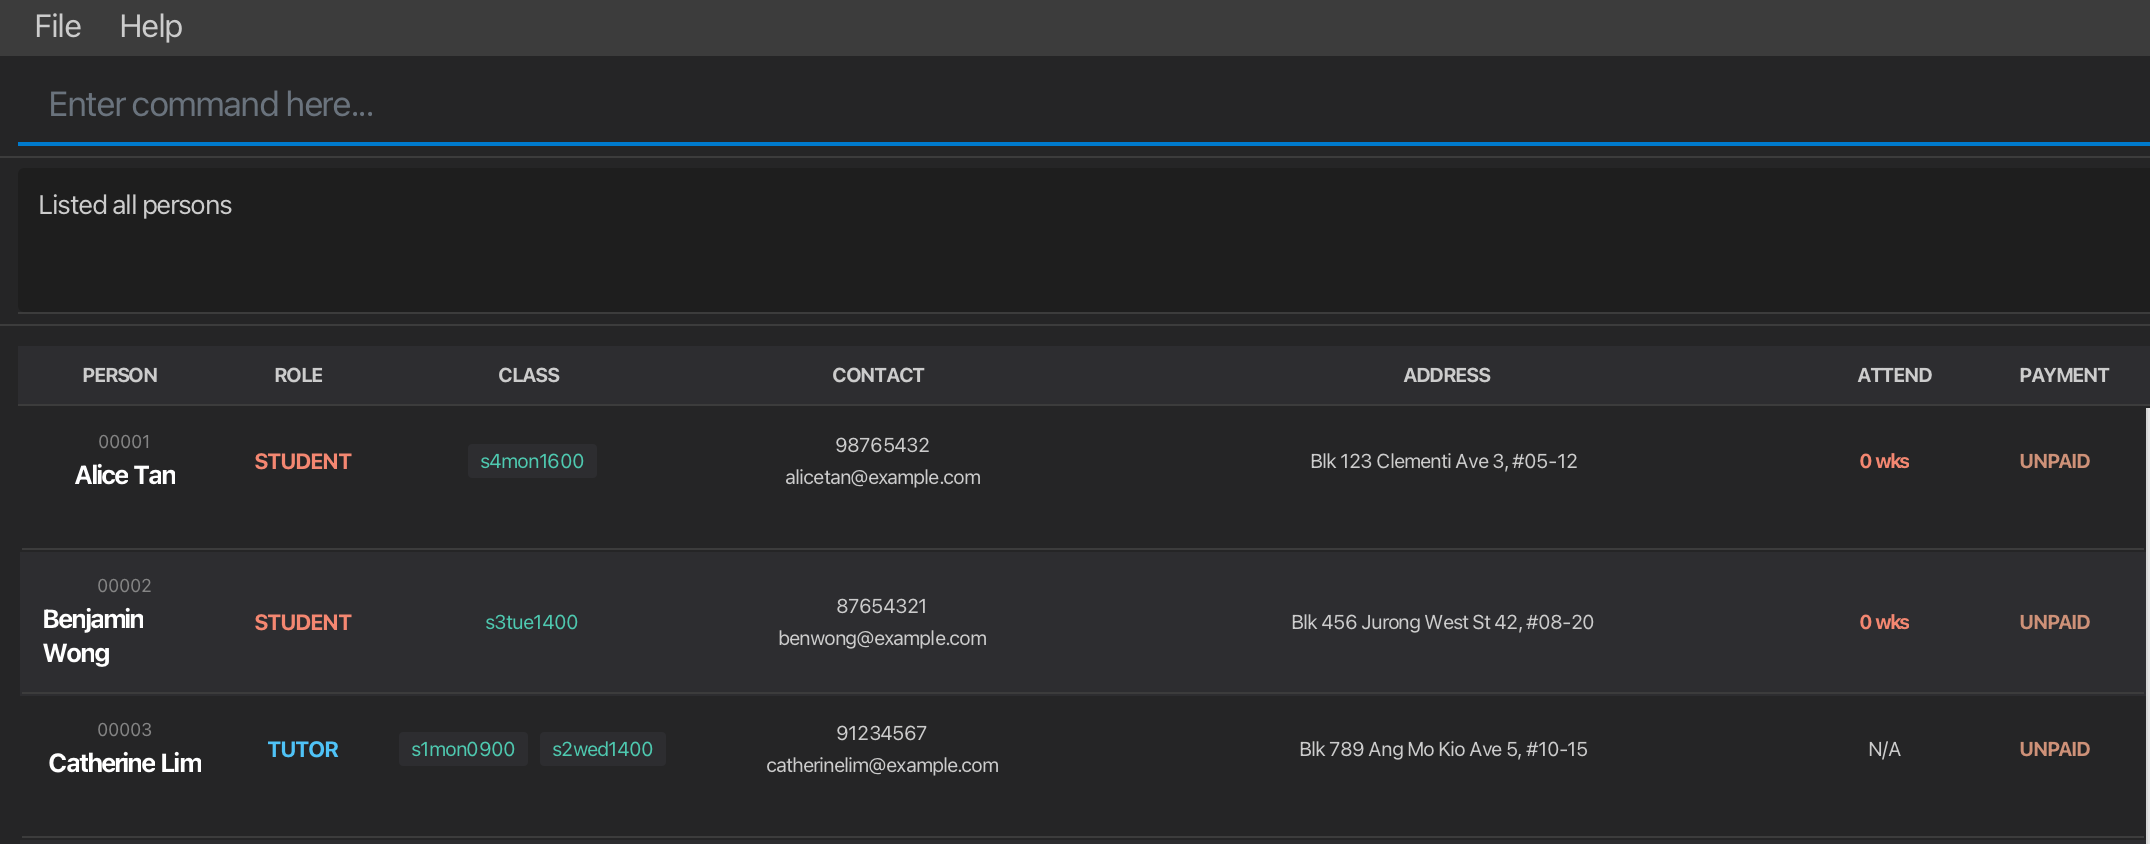 File Help
Enter command here...
Listed all persons
PERSON ROLE CLASS CONTACT ADDRESS ATTEND PAYMENT
00001
Alice Tan
STUDENT
s4mon1600
98765432
alicetan@example.com
Blk 123 Clementi Ave 3, #05-12
0 wks
UNPAID
00002
Benjamin
Wong
STUDENT
s3tue1400
87654321
benwong@example.com
Blk 456 Jurong West St 42, #08-20
0 wks
UNPAID
00003
Catherine Lim
TUTOR
s1mon0900 s2wed1400
91234567
catherinelim@example.com
Blk 789 Ang Mo Kio Ave 5, #10-15
N/A
UNPAID